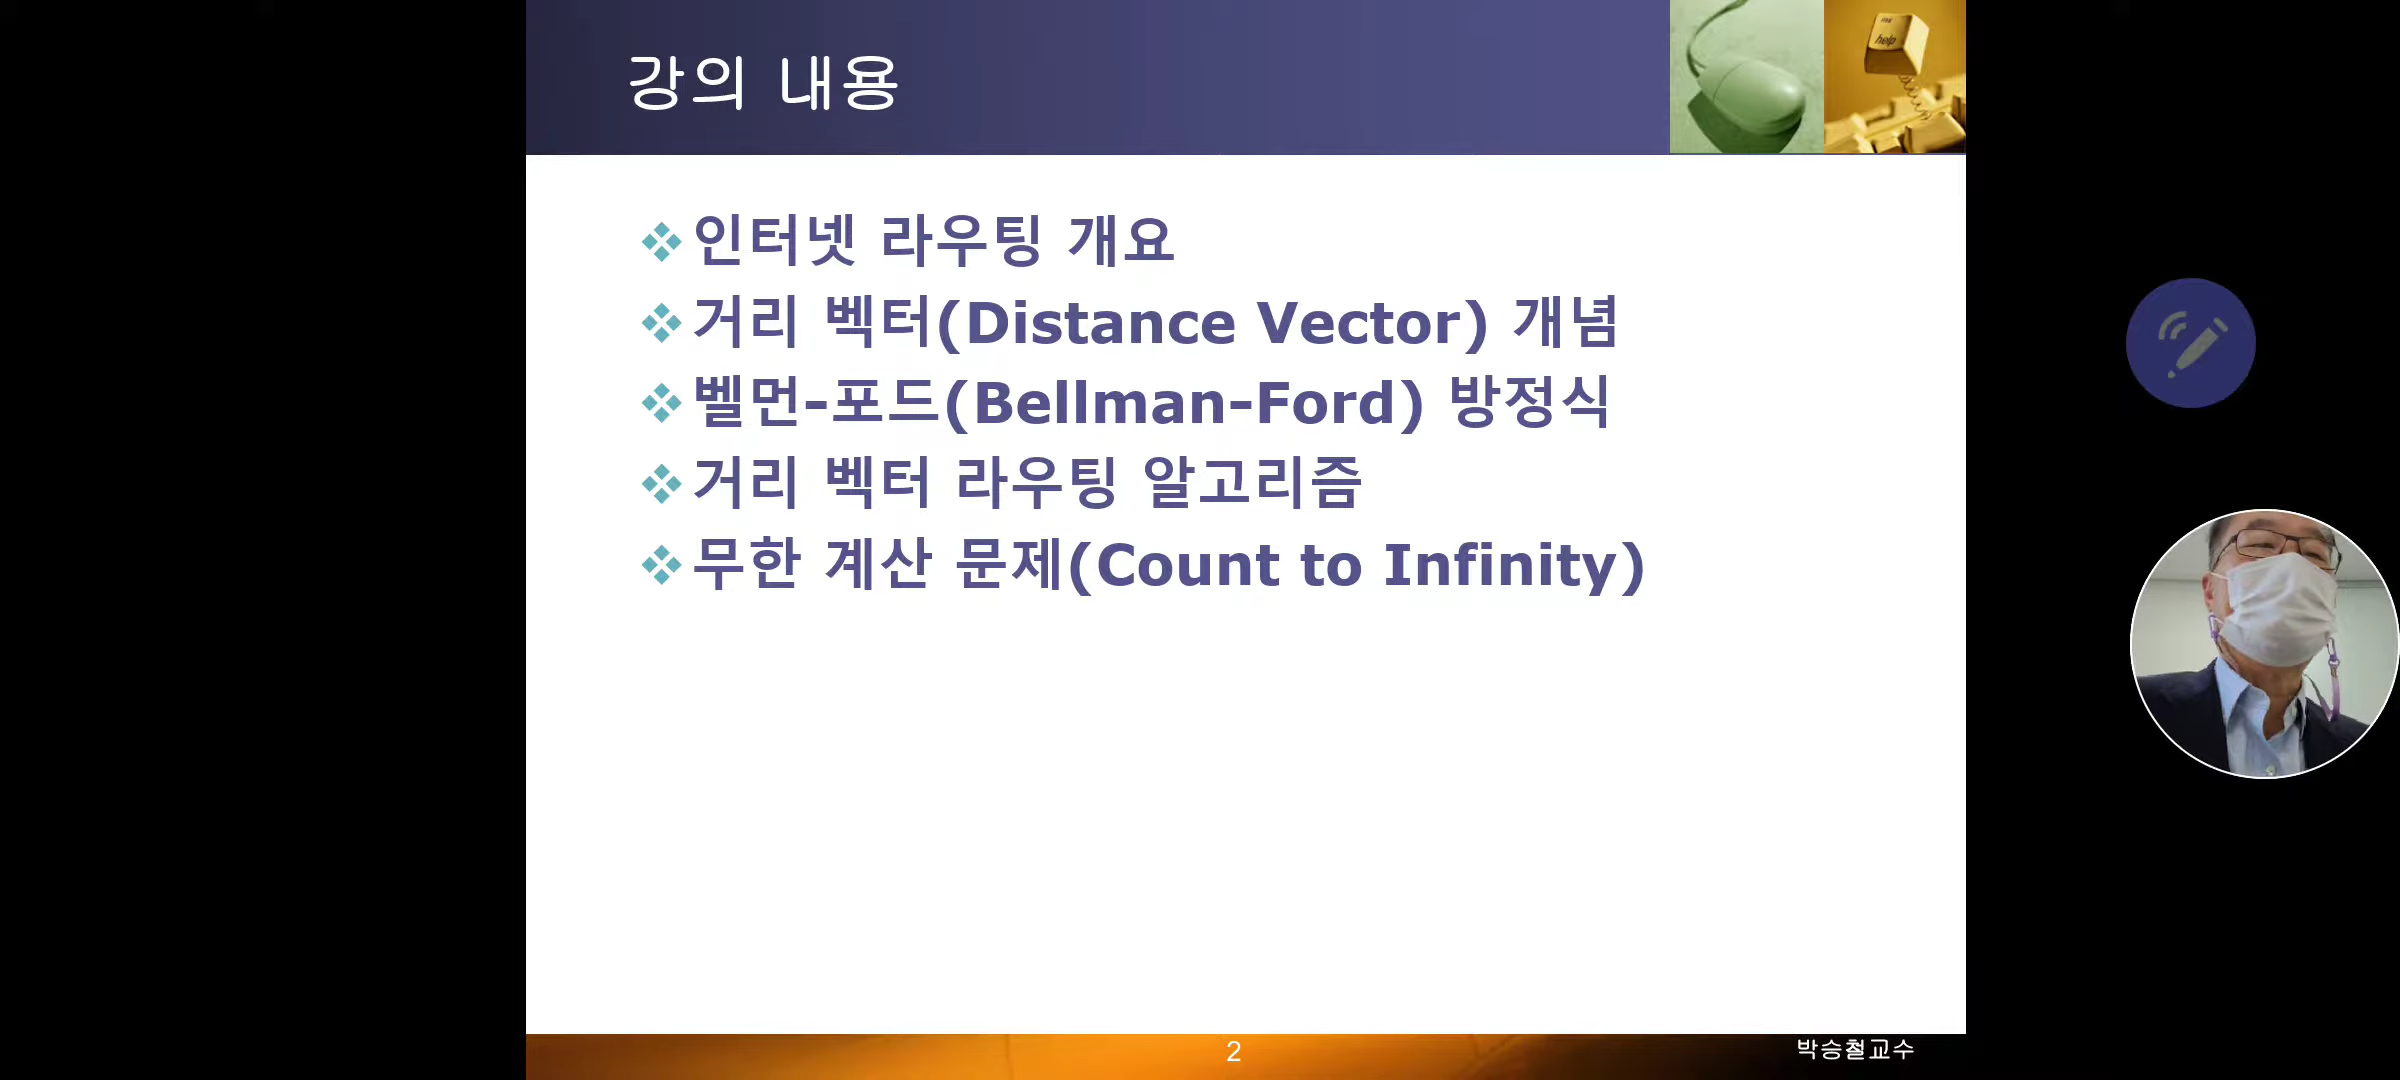 강의 내용
help
인터넷 라우팅 개요
거리 벡터(Distance Vector) 개념
벨먼-포드(Bellman-Ford) 방정식
거리 벡터 라우팅 알고리즘
무한 계산 문제(Count to Infinity)
2
박승철교수